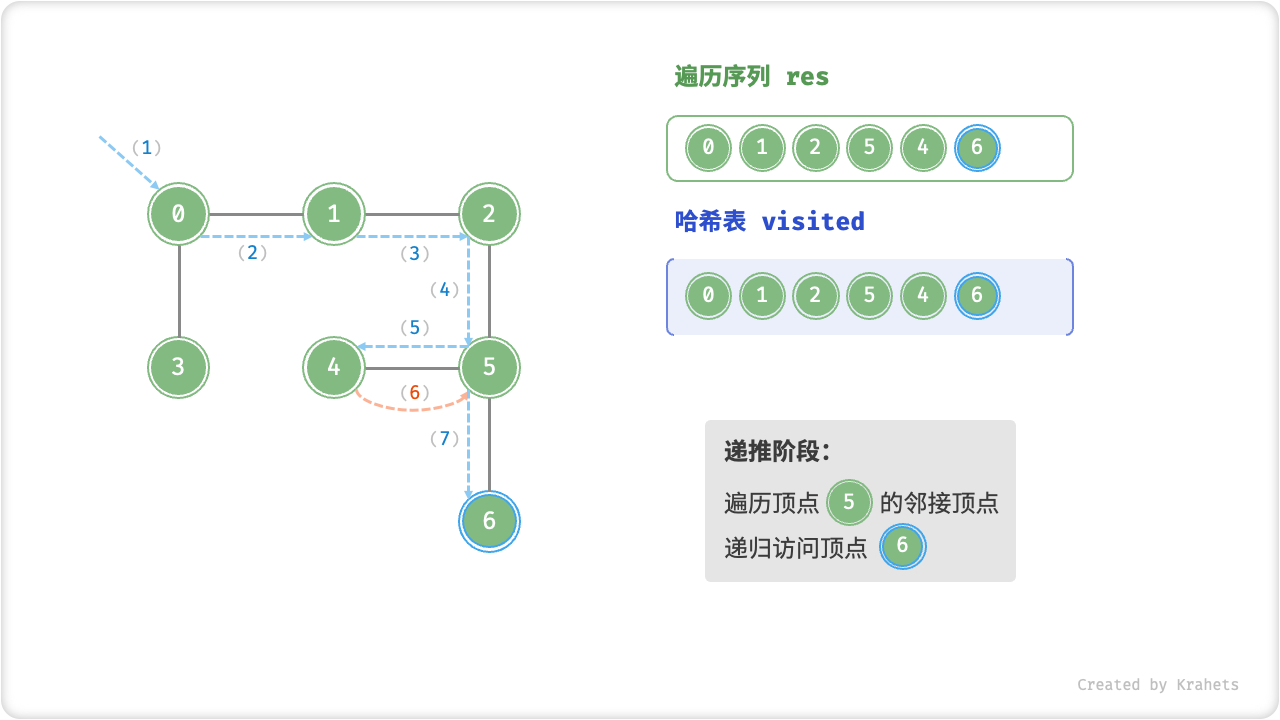 遍历序列 res
0 1 2 5 4 6
哈希表 visited
0 1 2 5 4 6
(1)
0 1 2
(2) (3)
(4)
(5)
3 4 5
(6)
(7)
6
递推阶段：
遍历顶点 5 的邻接顶点
递归访问顶点 6
Created by Krahets